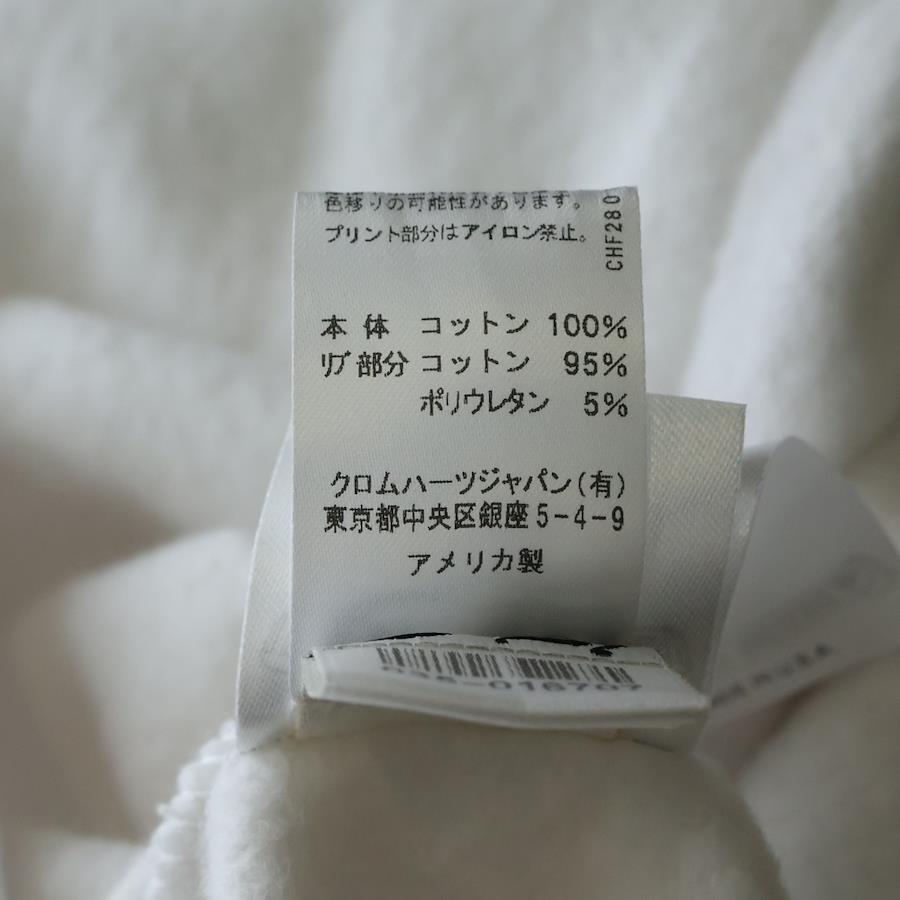 色移りの可能性があります。
プリント部分はアイロン禁止。
CHF280
本体 コットン 100%
リブ部分 コットン 95%
ポリウレタン 5%
クロムハーツジャパン(有)
東京都中央区銀座5-4-9
アメリカ製